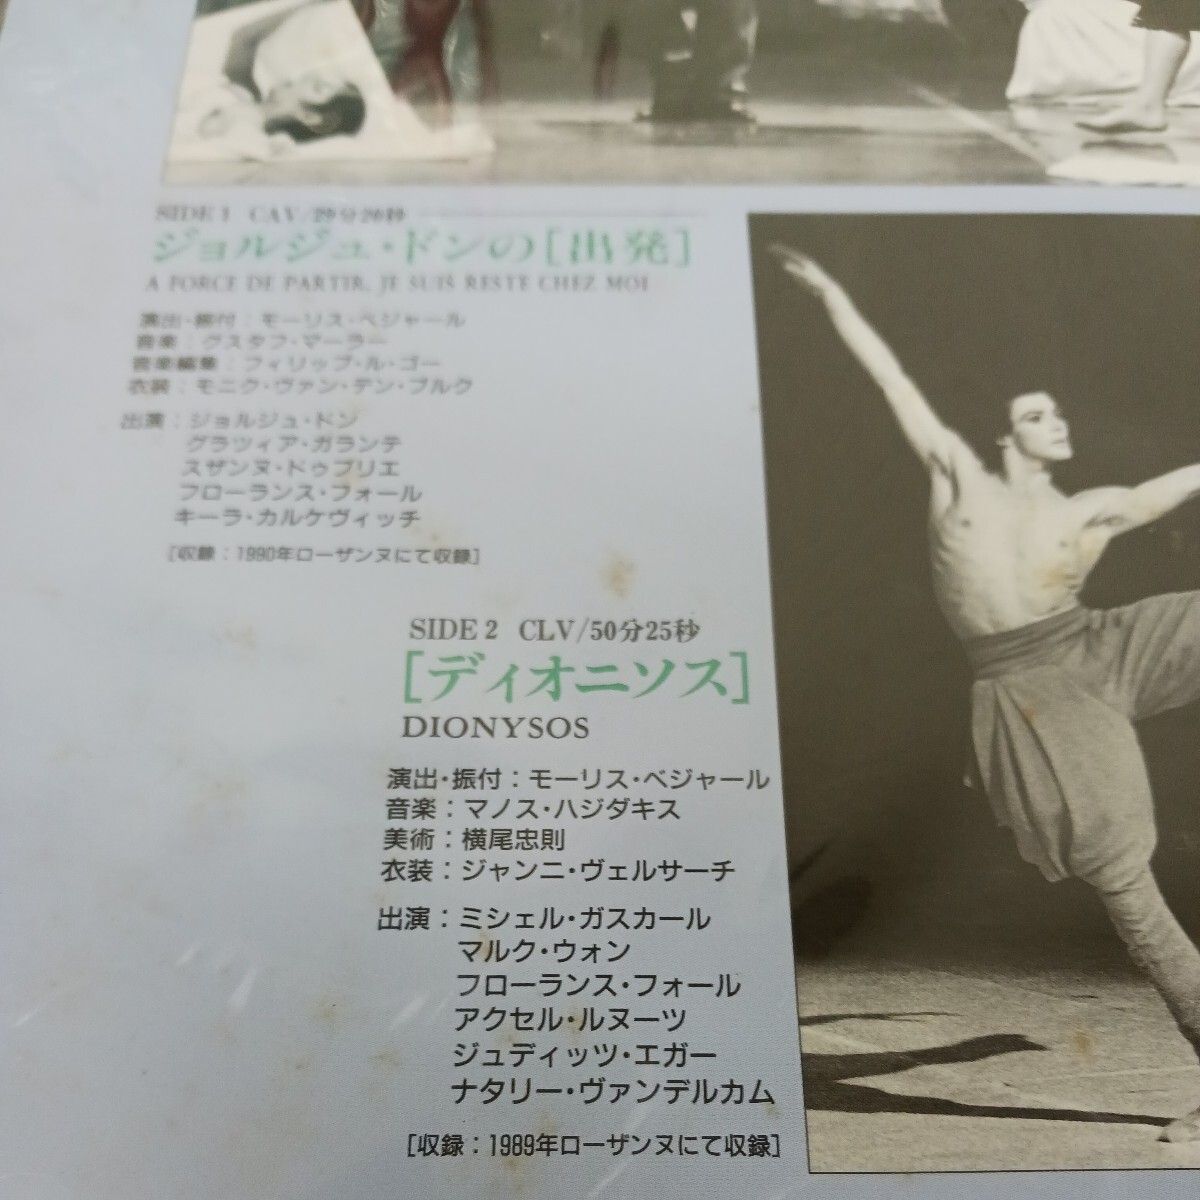 SIDE 1 CAV/29分20秒
ジョルジュ・ドンの[出発]
A FORCE DE PARTIR, JE SUIS RESTE CHEZ MOI
演出・振付：モーリス・ベジャール
音楽：グスタフ・マーラー
音楽編集：フィリップ・ル・ゴー
衣装：モニク・ヴァン・デン・ブルク
出演：ジョルジュ・ドン
グラツィア・ガランテ
スザンヌ・ドゥブリエ
フローランス・フォール
キーラ・カルケヴィッチ
[収録：1990年ローザンヌにて収録]
SIDE 2 CLV/50分25秒
[ディオニソス]
DIONYSOS
演出・振付：モーリス・ベジャール
音楽：マノス・ハジダキス
美術：横尾忠則
衣装：ジャンニ・ヴェルサーチ
出演：ミシェル・ガスカール
マルク・ウォン
フローランス・フォール
アクセル・ルヌーツ
ジュディッツ・エガー
ナタリー・ヴァンデルカム
[収録：1989年ローザンヌにて収録]